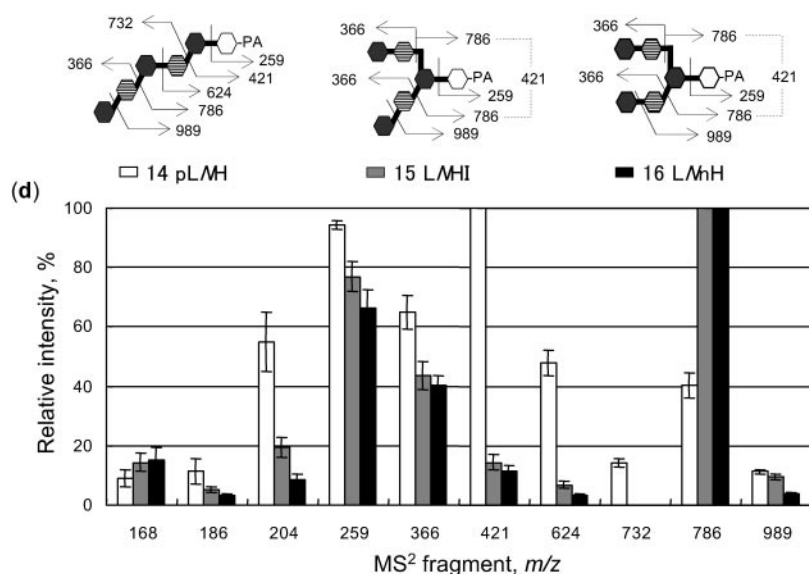 732 366 786 786
PA PA PA
366 259 366 421 366 421
421
624 259 259
786 786 786
989 989 989
14 pLNH 15 LNHI 16 LNnH
(d)
100
80
60
40
20
0
Relative intensity, %
168 186 204 259 366 421 624 732 786 989
MS² fragment, m/z